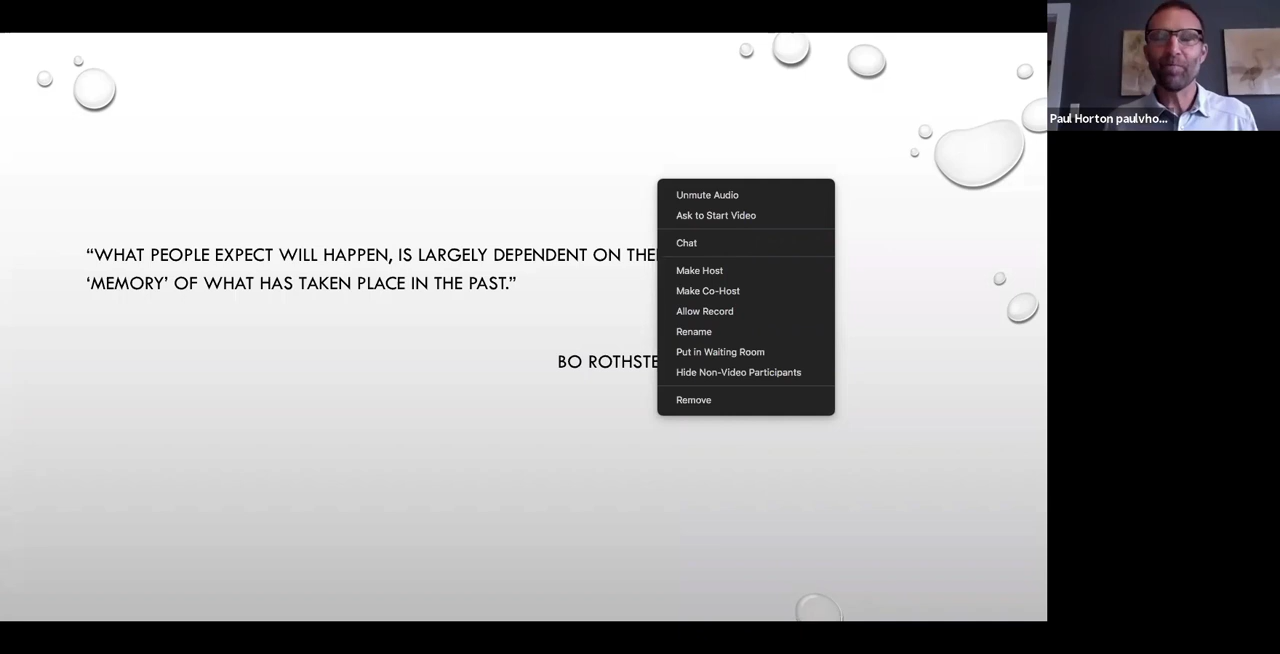 “WHAT PEOPLE EXPECT WILL HAPPEN, IS LARGELY DEPENDENT ON THE
‘MEMORY’ OF WHAT HAS TAKEN PLACE IN THE PAST.”
BO ROTHSTE
Unmute Audio
Ask to Start Video
Chat
Make Host
Make Co-Host
Allow Record
Rename
Put in Waiting Room
Hide Non-Video Participants
Remove
Paul Horton paulvho...